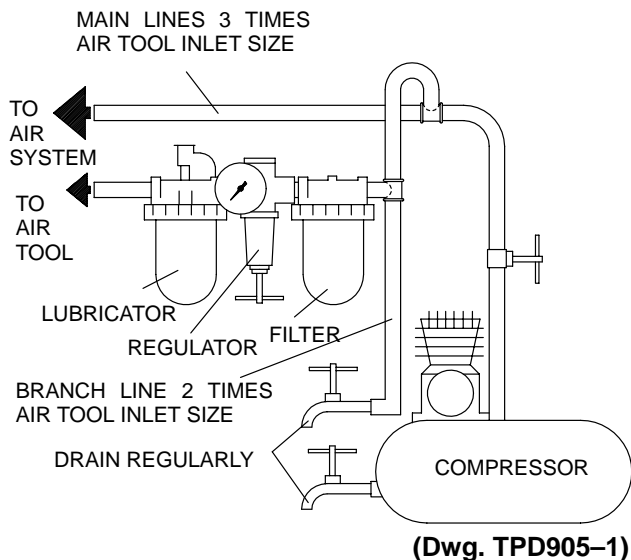 MAIN LINES 3 TIMES
AIR TOOL INLET SIZE
TO
AIR
SYSTEM
TO
AIR
TOOL
LUBRICATOR
REGULATOR
FILTER
BRANCH LINE 2 TIMES
AIR TOOL INLET SIZE
DRAIN REGULARLY
COMPRESSOR
(Dwg. TPD905–1)